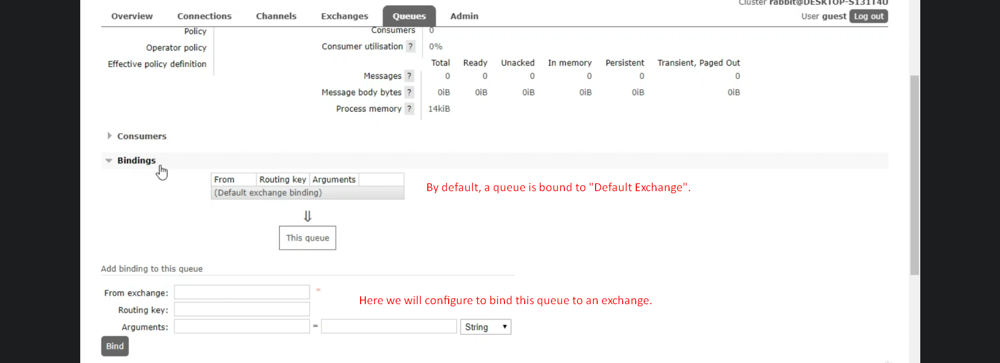 Cluster rabbit@DESKTOP-S131T4U
Overview Connections Channels Exchanges Queues Admin User guest Log out
Policy Consumers 0
Operator policy Consumer utilisation ? 0%
Effective policy definition
Total Ready Unacked In memory Persistent Transient, Paged Out
Messages ? 0 0 0 0 0 0
Message body bytes ? 0iB 0iB 0iB 0iB 0iB 0iB
Process memory ? 14kiB
Consumers
Bindings
From Routing key Arguments
(Default exchange binding)
By default, a queue is bound to "Default Exchange".
⇓
This queue
Add binding to this queue
From exchange: *
Here we will configure to bind this queue to an exchange.
Routing key:
Arguments: = String
Bind